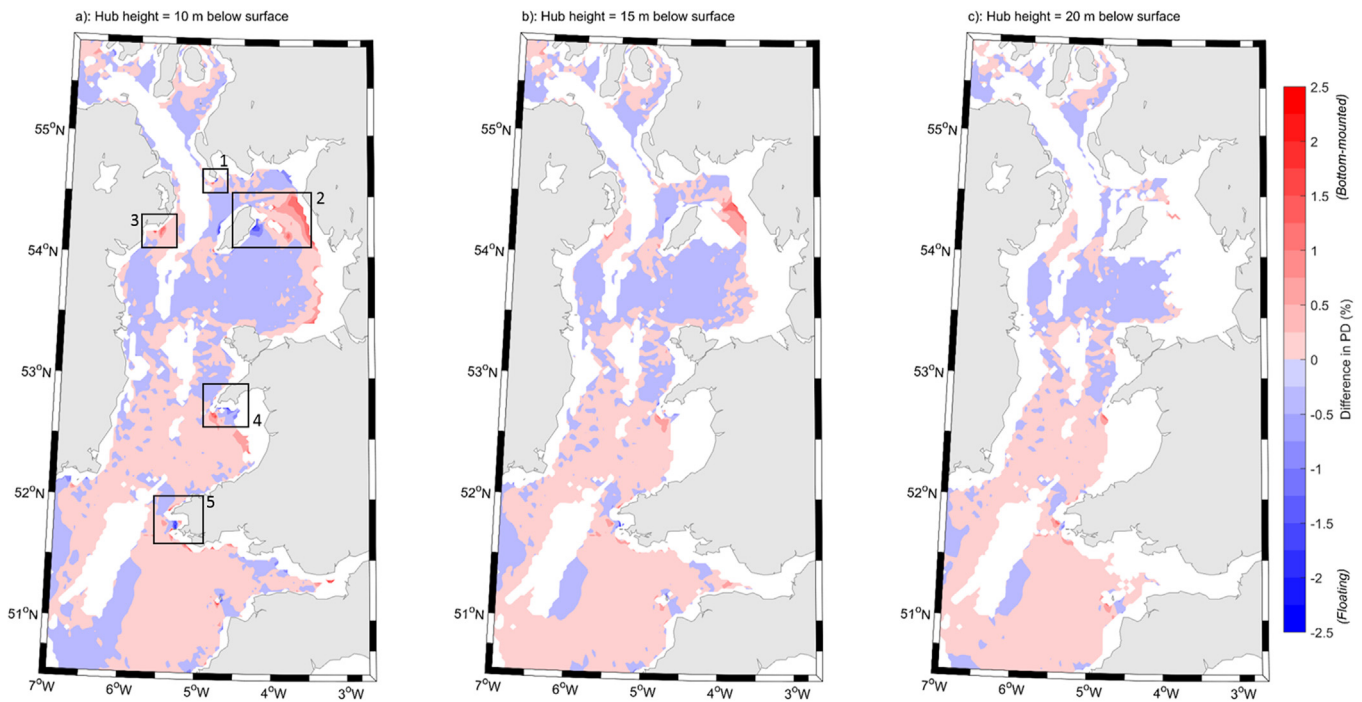 a): Hub height = 10 m below surface
b): Hub height = 15 m below surface
c): Hub height = 20 m below surface
55°N
54°N
53°N
52°N
51°N
7°W 6°W 5°W 4°W 3°W
1
2
3
4
5
55°N
54°N
53°N
52°N
51°N
7°W 6°W 5°W 4°W 3°W
55°N
54°N
53°N
52°N
51°N
7°W 6°W 5°W 4°W 3°W
2.5
2
1.5
1
0.5
0
-0.5
-1
-1.5
-2
-2.5
Difference in PD (%)
(Bottom-mounted)
(Floating)